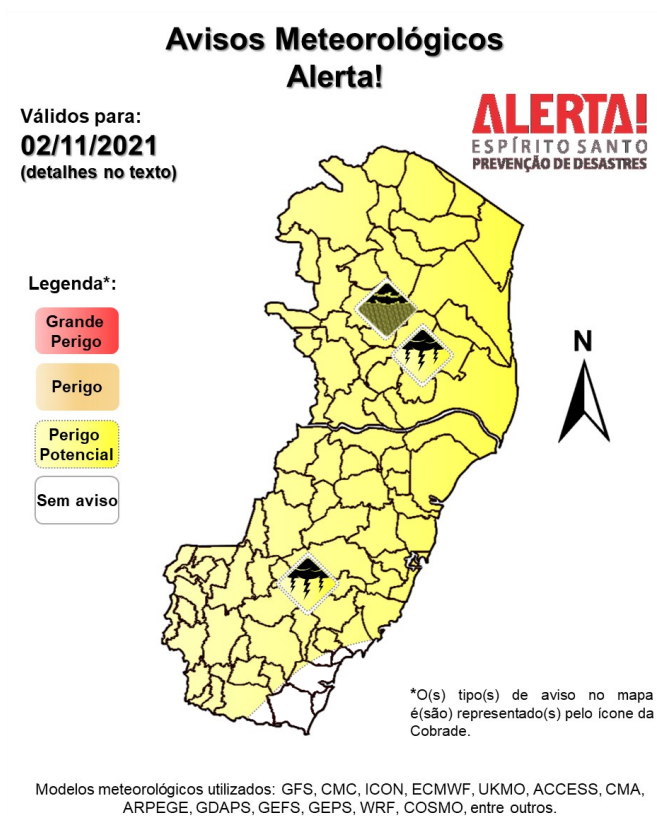 Avisos Meteorológicos
Alerta!
Válidos para:
02/11/2021
(detalhes no texto)
ALERTA!
ESPÍRITO SANTO
PREVENÇÃO DE DESASTRES
Legenda*:
Grande
Perigo
Perigo
Perigo
Potencial
Sem aviso
N
*O(s) tipo(s) de aviso no mapa
é(são) representado(s) pelo ícone da
Cobrade.
Modelos meteorológicos utilizados: GFS, CMC, ICON, ECMWF, UKMO, ACCESS, CMA,
ARPEGE, GDAPS, GEFS, GEPS, WRF, COSMO, entre outros.